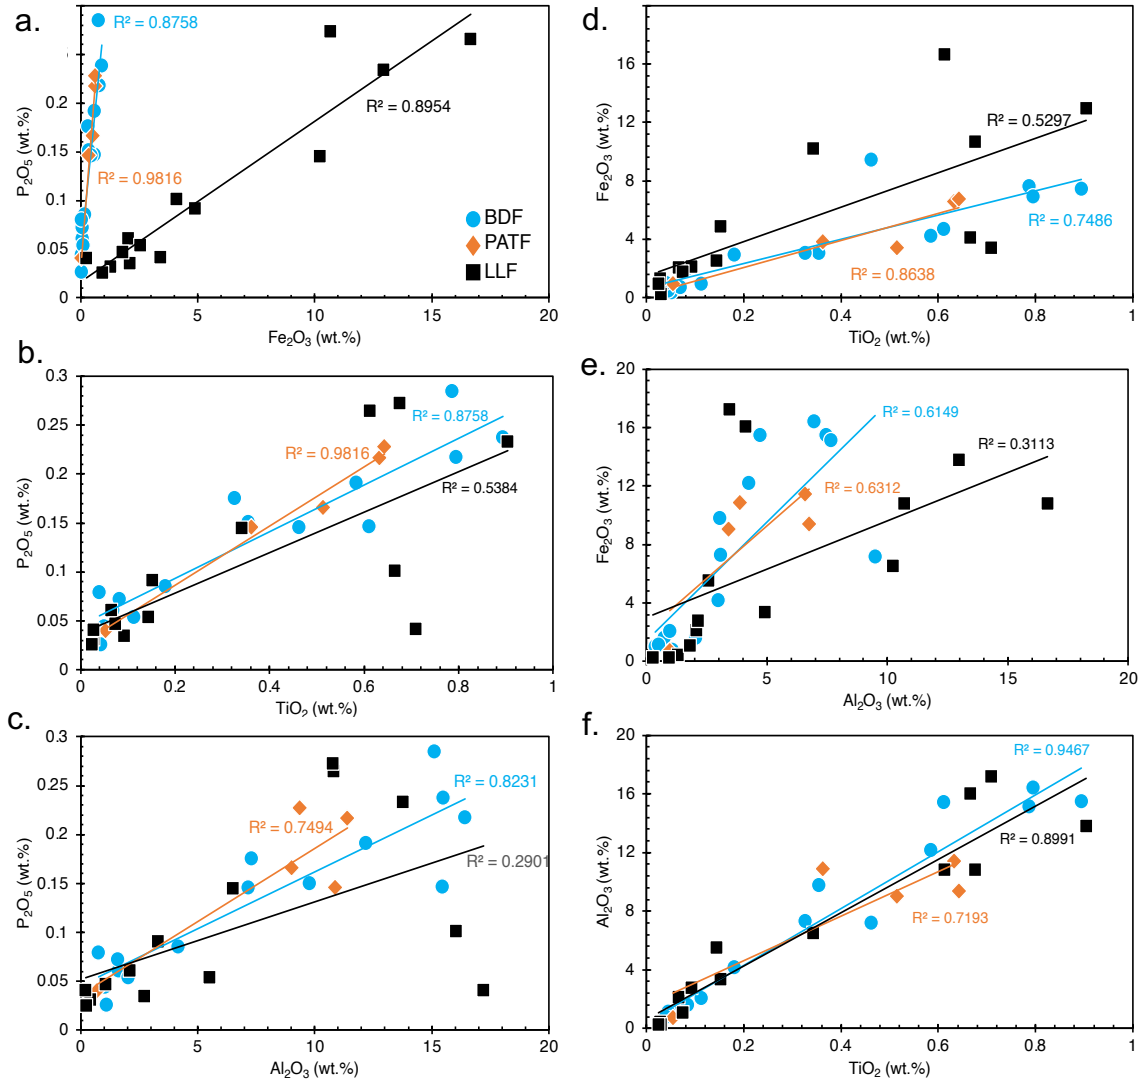 a.
R² = 0.8758
R² = 0.8954
R² = 0.9816
BDF
PATF
LLF
P₂O₅ (wt.%)
0.2
0.15
0.1
0.05
0
0 5 10 15 20
Fe₂O₃ (wt.%)
d.
Fe₂O₃ (wt.%)
16
12
8
4
0
R² = 0.5297
R² = 0.7486
R² = 0.8638
0 0.2 0.4 0.6 0.8 1
TiO₂ (wt.%)
b.
P₂O₅ (wt.%)
0.3
0.25
0.2
0.15
0.1
0.05
0
R² = 0.8758
R² = 0.9816
R² = 0.5384
0 0.2 0.4 0.6 0.8 1
TiO₂ (wt.%)
e.
Fe₂O₃ (wt.%)
20
16
12
8
4
0
R² = 0.6149
R² = 0.3113
R² = 0.6312
0 5 10 15 20
Al₂O₃ (wt.%)
c.
P₂O₅ (wt.%)
0.3
0.25
0.2
0.15
0.1
0.05
0
R² = 0.8231
R² = 0.7494
R² = 0.2901
0 5 10 15 20
Al₂O₃ (wt.%)
f.
Al₂O₃ (wt.%)
20
16
12
8
4
0
R² = 0.9467
R² = 0.8991
R² = 0.7193
0 0.2 0.4 0.6 0.8 1
TiO₂ (wt.%)